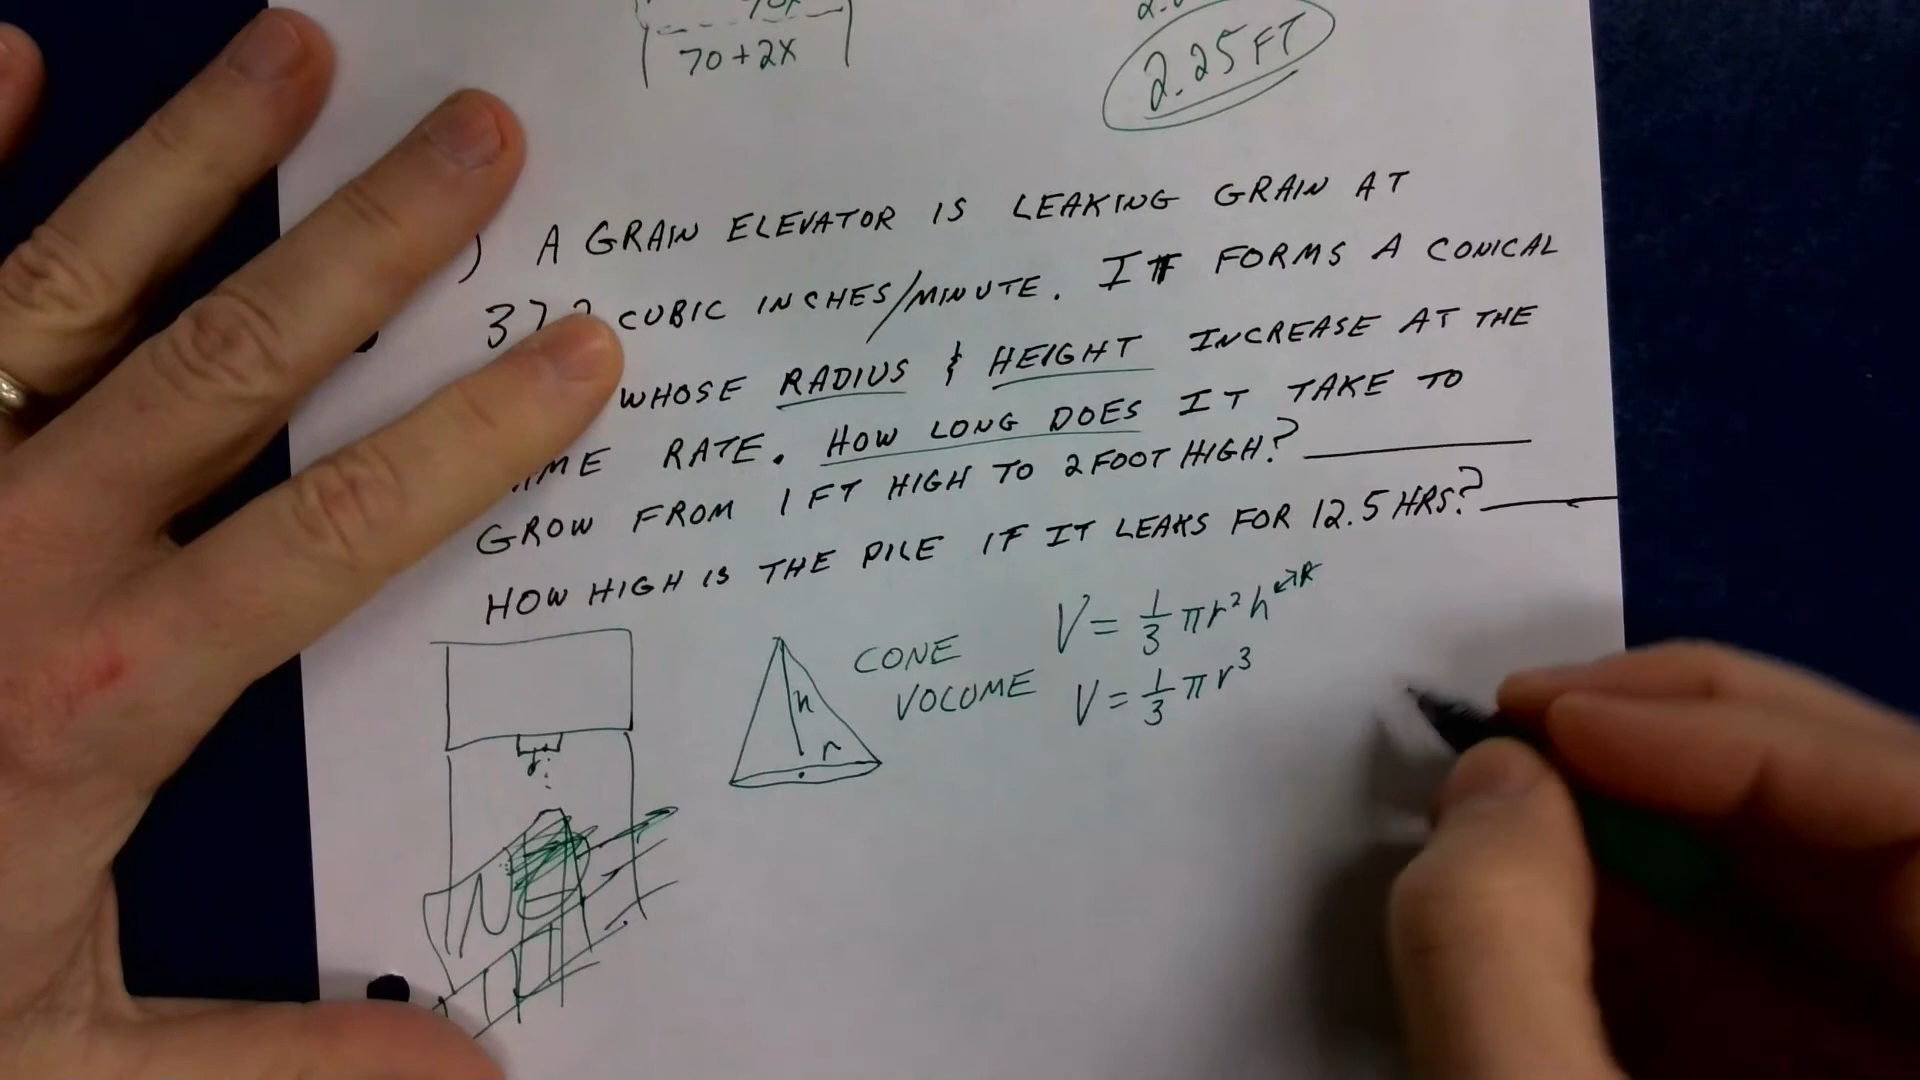 70+2X
2.25FT
) A GRAIN ELEVATOR IS LEAKING GRAIN AT
CUBIC INCHES/MINUTE. IT FORMS A CONICAL
WHOSE RADIUS & HEIGHT INCREASE AT THE
RATE. HOW LONG DOES IT TAKE TO
GROW FROM 1 FT HIGH TO 2 FOOT HIGH?
HOW HIGH IS THE PILE IF IT LEAKS FOR 12.5 HRS?
CONE
VOLUME
V = 1/3 πr²h
V = 1/3 πr³
h
r